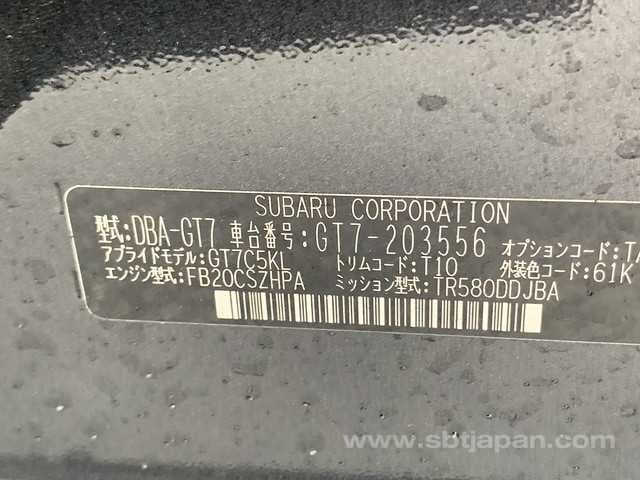 SUBARU CORPORATION
型式:DBA-GT7 車台番号:GT7-203556 オプションコード:TA
アプライドモデル:GT7C5KL トリムコード:T10 外装色コード:61K
エンジン型式:FB20CSZHPA ミッション型式:TR580DDJBA
www.sbtjapan.com